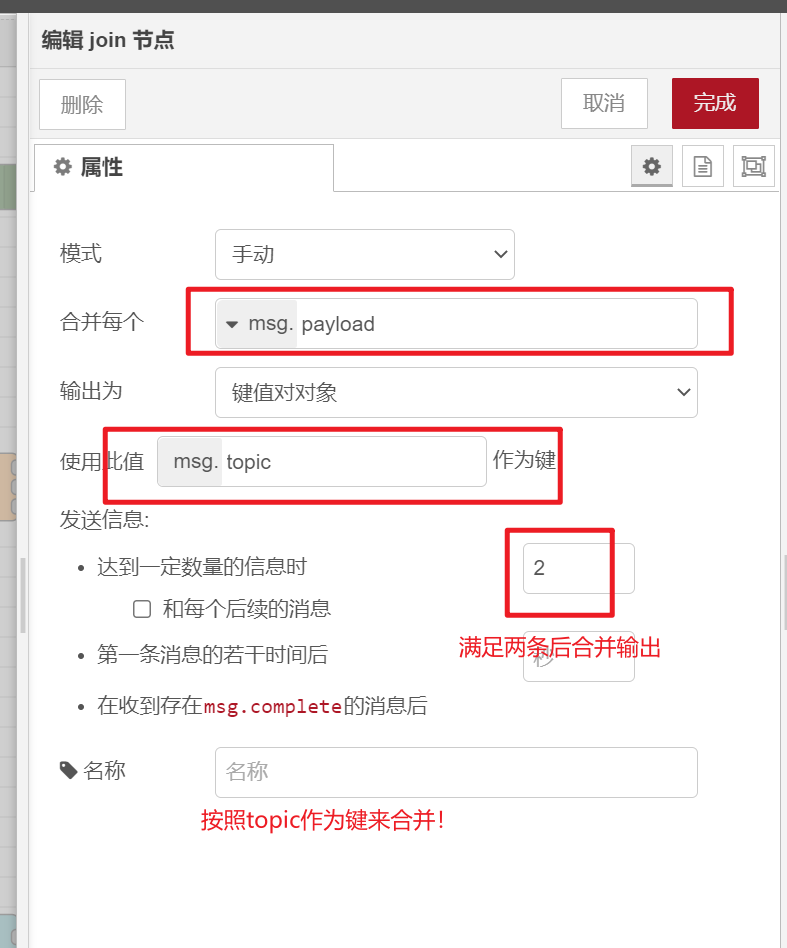 编辑 join 节点
删除
取消
完成
属性
模式
手动
合并每个
msg. payload
输出为
键值对对象
使用此值
msg. topic
作为键
发送信息:
达到一定数量的信息时
2
和每个后续的消息
第一条消息的若干时间后
秒
满足两条后合并输出
在收到存在msg.complete的消息后
名称
名称
按照topic作为键来合并！